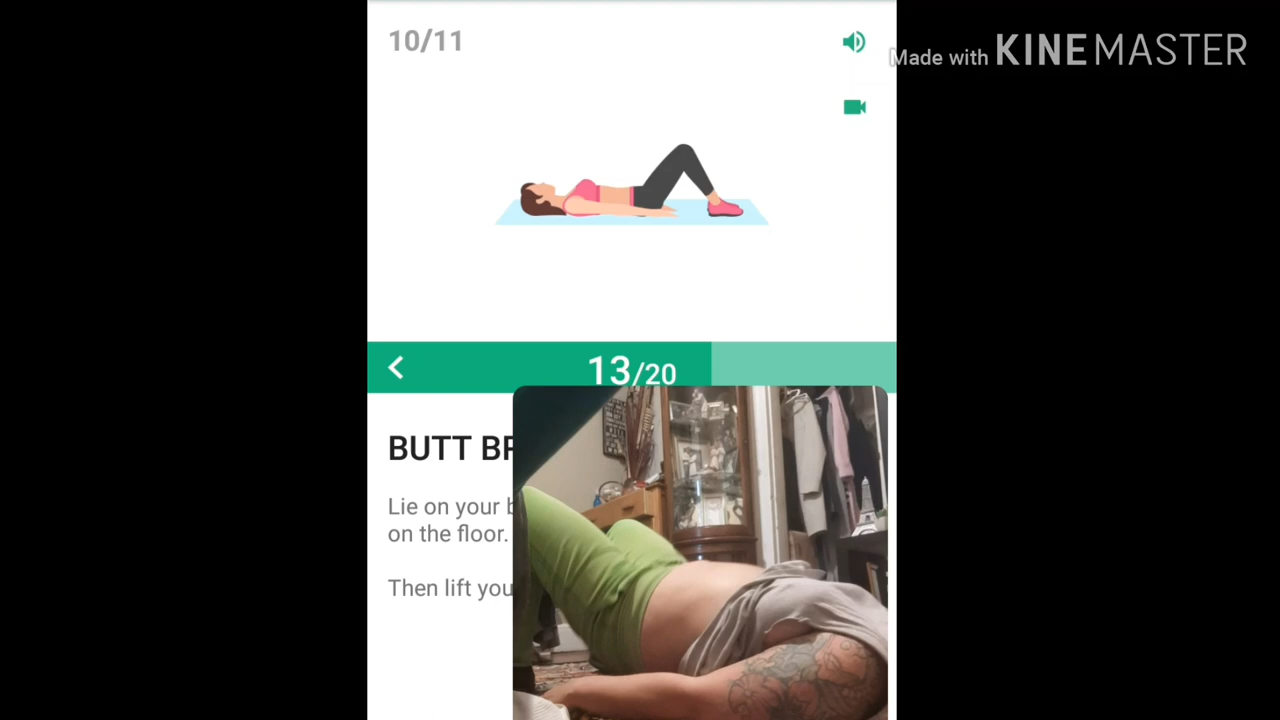 10/11
Made with KINEMASTER
13/20
BUTT BR
Lie on your b
on the floor.
Then lift you